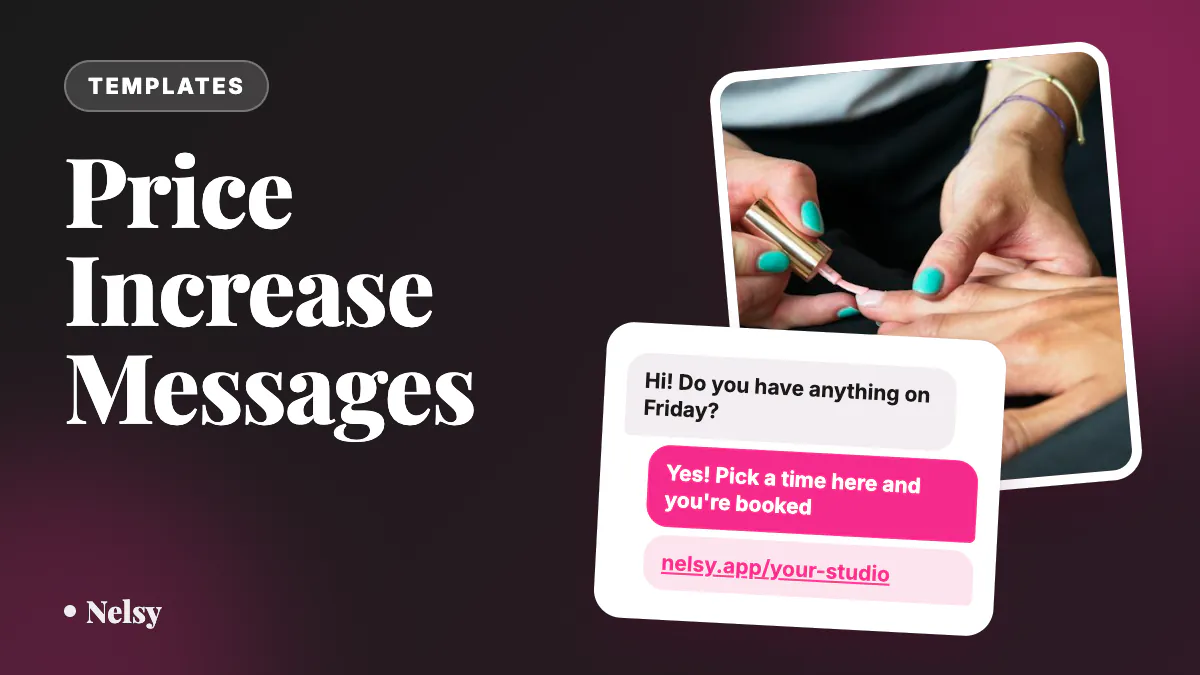 TEMPLATES
Price
Increase
Messages
Hi! Do you have anything on
Friday?
Yes! Pick a time here and
you're booked
nelsy.app/your-studio
Nelsy